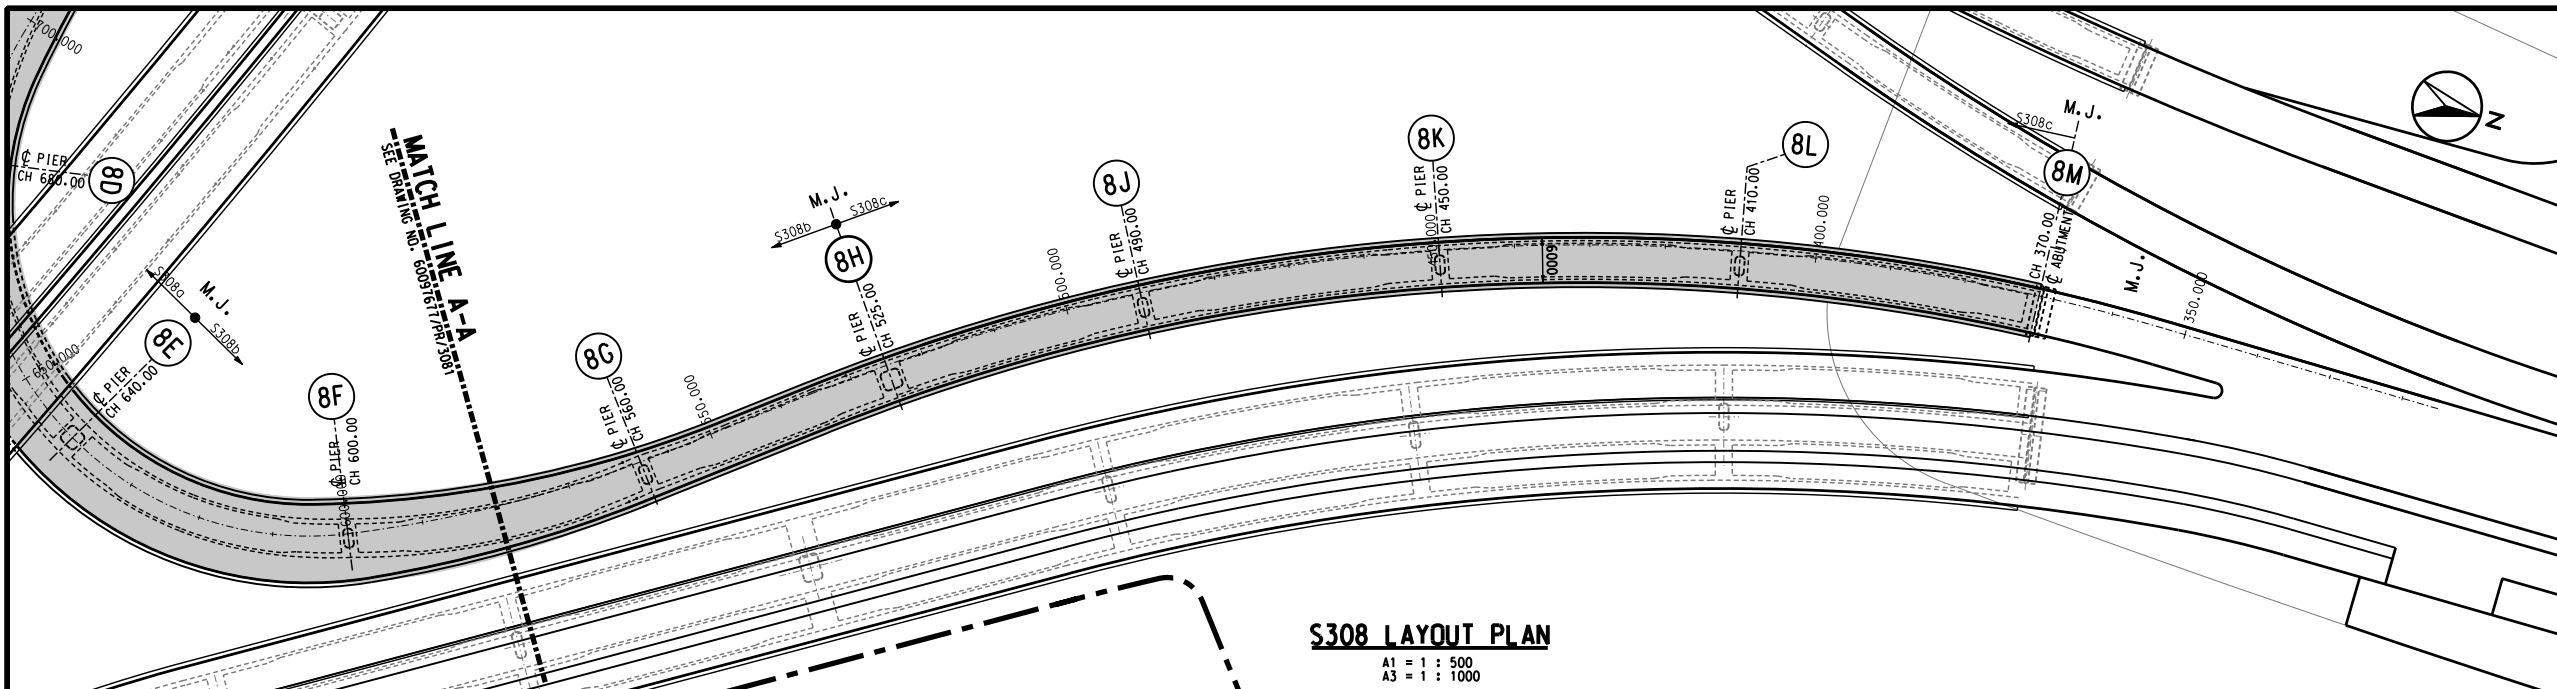 +700.000
℄ PIER
CH 680.00
8D
MATCH LINE A-A
SEE DRAWING NO. 60097677/PR/3081
S308a
M.J.
S308b
8E
650.000
℄ PIER
CH 640.00
8F
℄ PIER
CH 600.00
600.000
8G
℄ PIER
CH 560.00
550.000
M.J.
S308b
S308c
8H
℄ PIER
CH 525.00
500.000
8J
℄ PIER
CH 490.00
8K
℄ PIER
CH 450.00
6000
8L
℄ PIER
CH 410.00
400.000
S308c
M.J.
8M
CH 370.00
℄ ABUTMENT
M.J.
350.000
N
S308 LAYOUT PLAN
A1 = 1 : 500
A3 = 1 : 1000